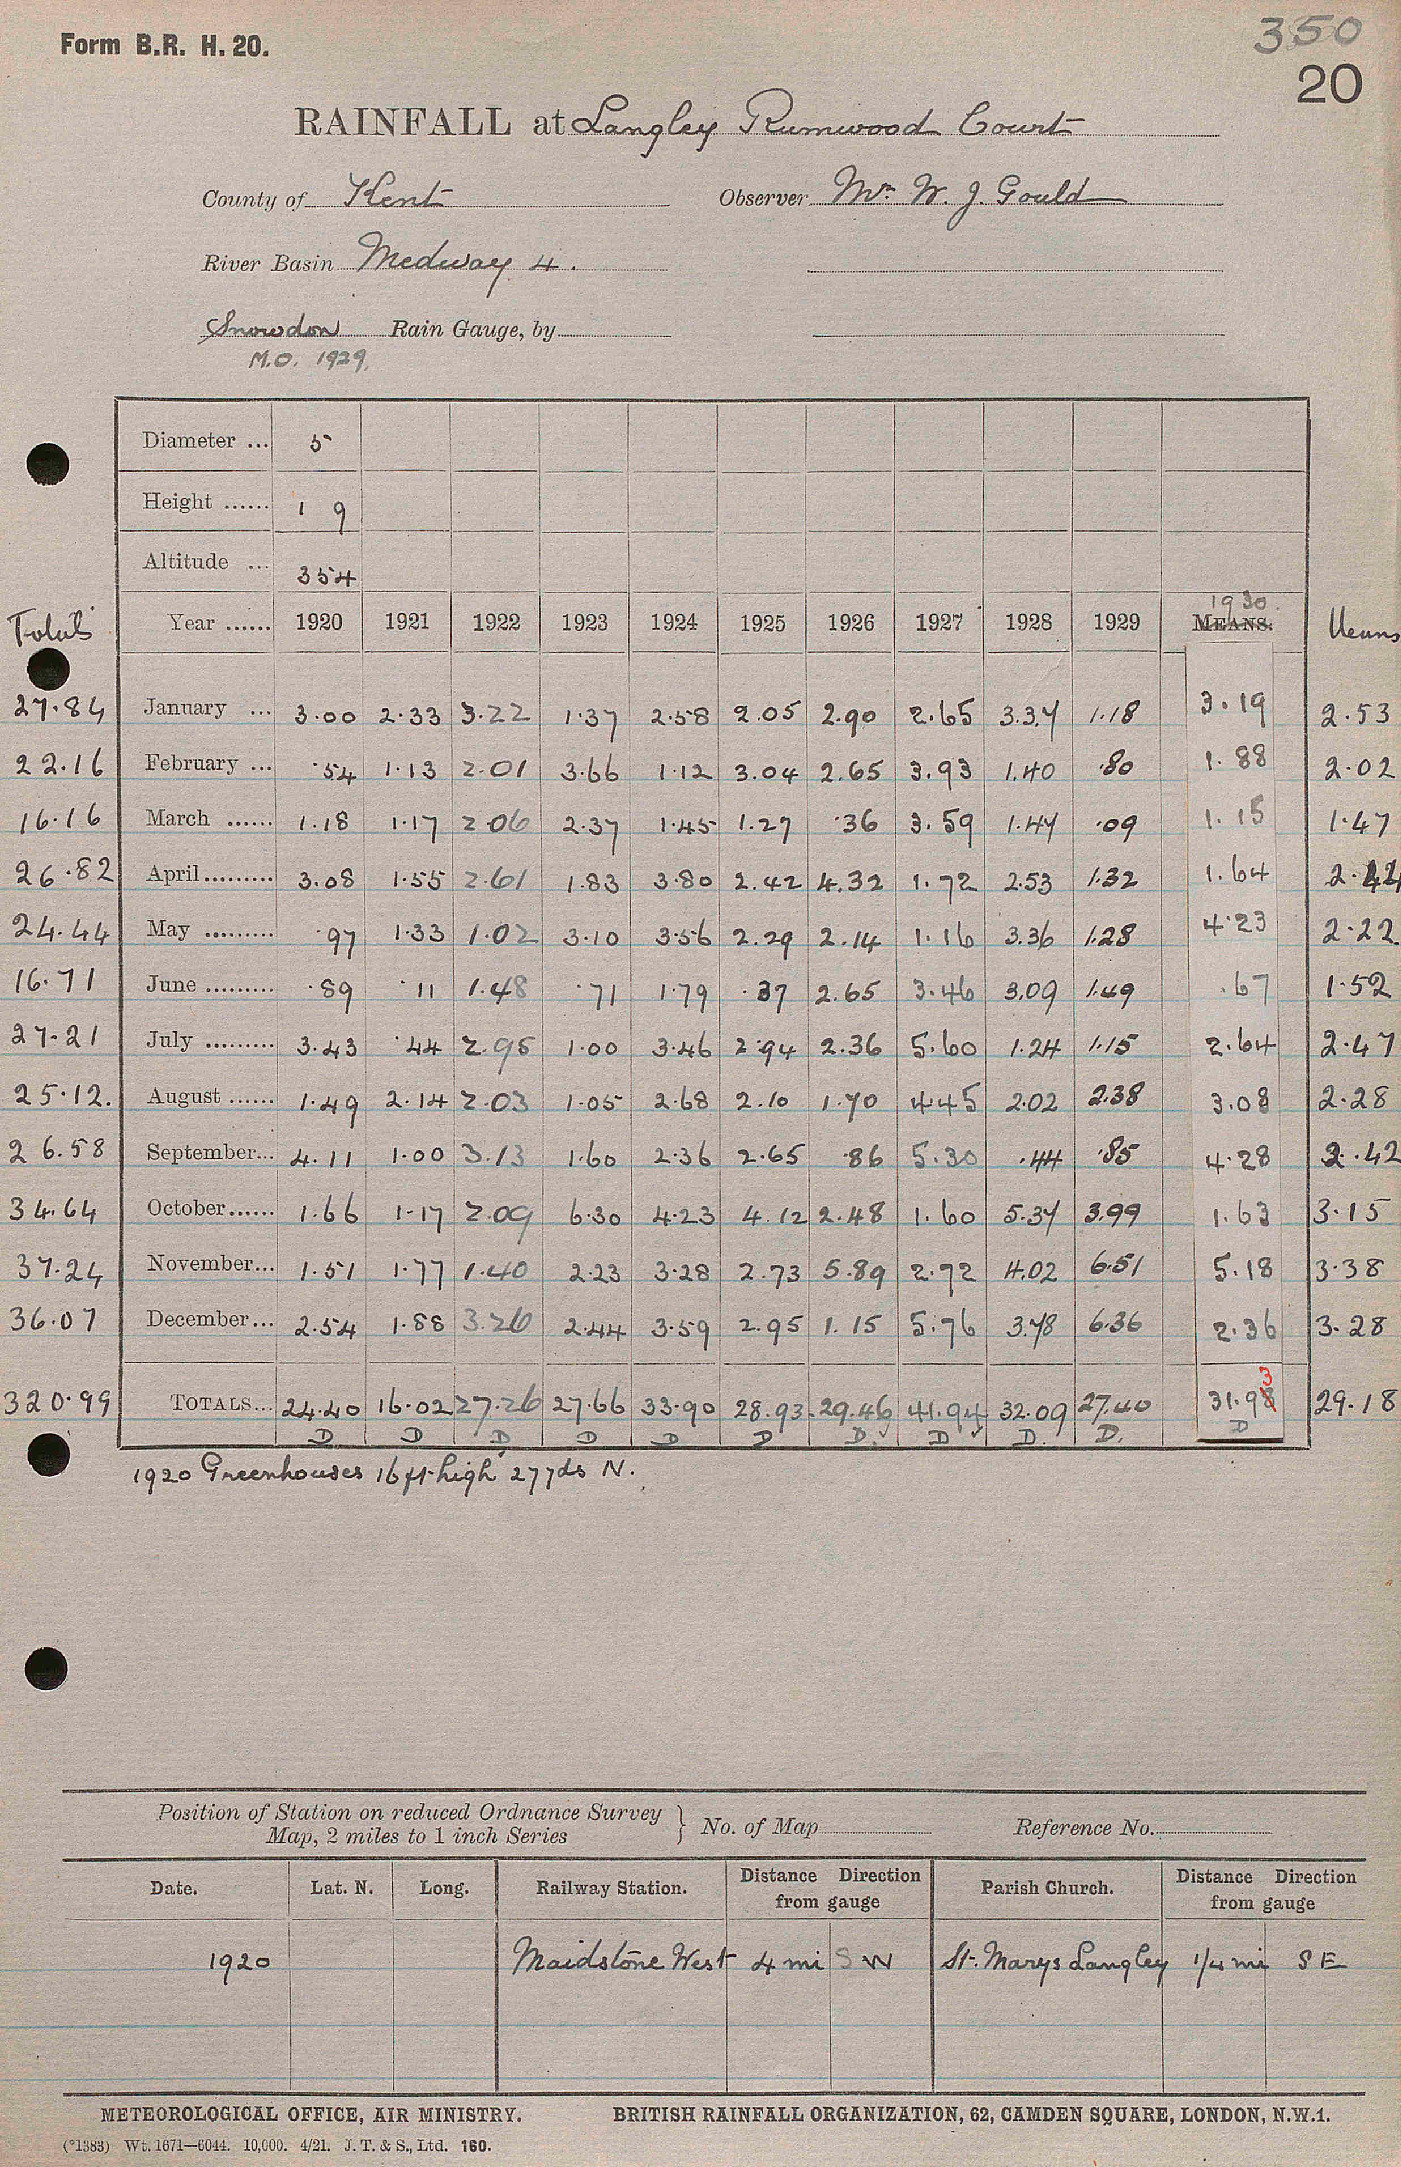 Form B.R. H. 20.
350
20
RAINFALL at Langley Rumwood Court
County of Kent Observer Mr. W. J. Gould
River Basin Medway 4.
Snowdon Rain Gauge, by
M.O. 1929.
Diameter ... 5
Height ...... 1 9
Altitude ... 354
1930.
Totals Year ...... 1920 1921 1922 1923 1924 1925 1926 1927 1928 1929 MEANS. Means
27.84 January ... 3.00 2.33 3.22 1.37 2.58 2.05 2.90 2.65 3.34 1.18 3.19 2.53
22.16 February ... .54 1.13 2.01 3.66 1.12 3.04 2.65 3.93 1.40 .80 1.88 2.02
16.16 March ...... 1.18 1.17 2.06 2.37 1.45 1.27 .36 3.59 1.44 .09 1.15 1.47
26.82 April ......... 3.08 1.55 2.61 1.83 3.80 2.42 4.32 1.72 2.53 1.32 1.64
24.44 May ......... .97 1.33 1.02 3.10 3.56 2.29 2.14 1.16 3.36 1.28 4.23 2.22
16.71 June ......... .89 .11 1.48 .71 1.79 .37 2.65 3.46 3.09 1.49 .67 1.52
27.21 July ......... 3.43 .44 2.95 1.00 3.46 2.94 2.36 5.60 1.24 1.15 2.64 2.47
25.12. August ...... 1.49 2.14 2.03 1.05 2.68 2.10 1.70 4.45 2.02 2.38 3.08 2.28
26.58 September... 4.11 1.00 3.13 1.60 2.36 2.65 .86 5.30 .44 .85 4.28 2.42
34.64 October...... 1.66 1.17 2.09 6.30 4.23 4.12 2.48 1.60 5.34 3.99 1.63 3.15
37.24 November... 1.51 1.77 1.40 2.23 3.28 2.73 5.89 2.72 4.02 6.51 5.18 3.38
36.07 December... 2.54 1.88 3.26 2.44 3.59 2.95 1.15 5.76 3.78 6.36 2.36 3.28
3
320.99 TOTALS... 24.40 16.02 27.26 27.66 33.90 28.93 29.46 41.94 32.09 27.40 31.98 29.18
D D D D D D D. D D. D. D
1920 Greenhouses 16 ft high 27 yds N.
Position of Station on reduced Ordnance Survey
Map, 2 miles to 1 inch Series } No. of Map Reference No.
Date. Lat. N. Long. Railway Station. Distance Direction from gauge Parish Church. Distance Direction from gauge
1920 Maidstone West 4 mi S W St. Marys Langley 1/4 mi S E
METEOROLOGICAL OFFICE, AIR MINISTRY. BRITISH RAINFALL ORGANIZATION, 62, CAMDEN SQUARE, LONDON, N.W.1.
(*1383) Wt. 1671—6044. 10,000. 4/21. J. T. & S., Ltd. 160.